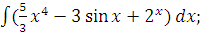 ∫(5/3 x⁴ − 3 sin x + 2ˣ) dx;